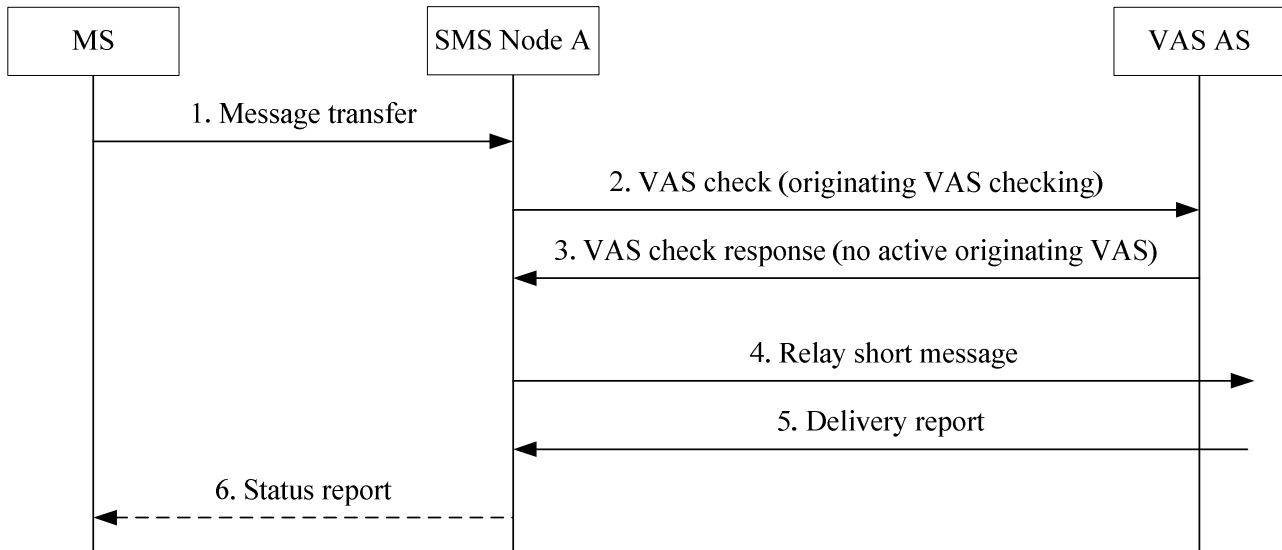 MS
SMS Node A
VAS AS
1. Message transfer
2. VAS check (originating VAS checking)
3. VAS check response (no active originating VAS)
4. Relay short message
5. Delivery report
6. Status report